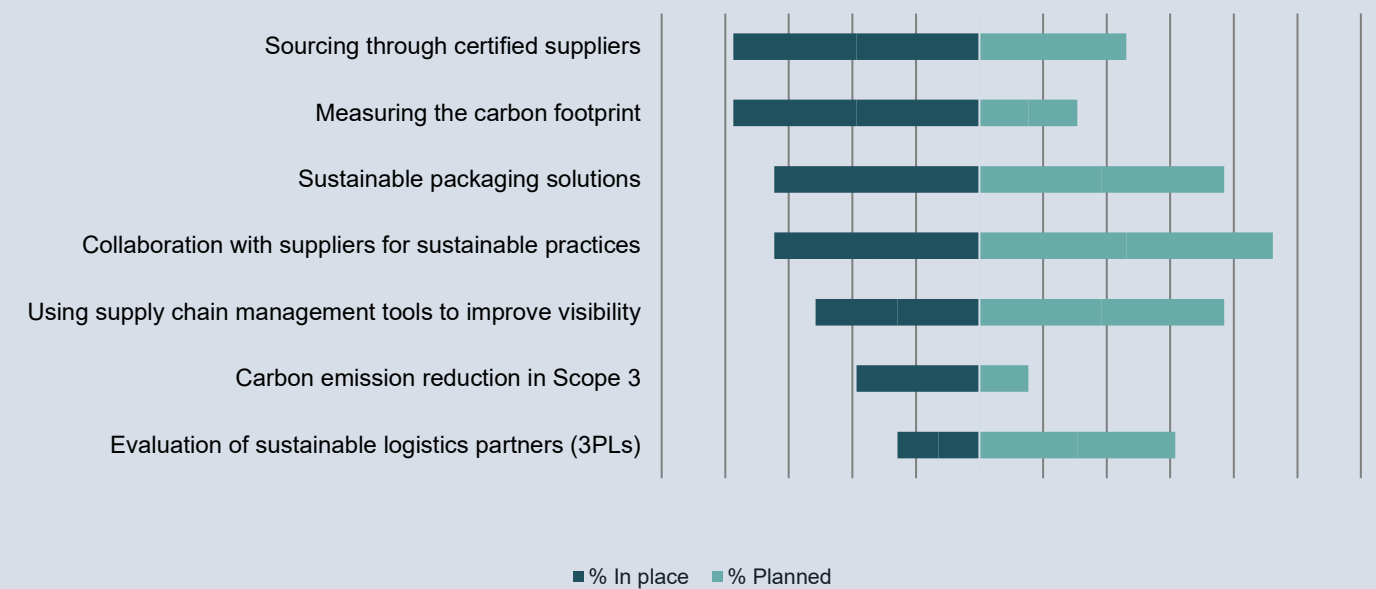 Sourcing through certified suppliers
Measuring the carbon footprint
Sustainable packaging solutions
Collaboration with suppliers for sustainable practices
Using supply chain management tools to improve visibility
Carbon emission reduction in Scope 3
Evaluation of sustainable logistics partners (3PLs)
% In place % Planned